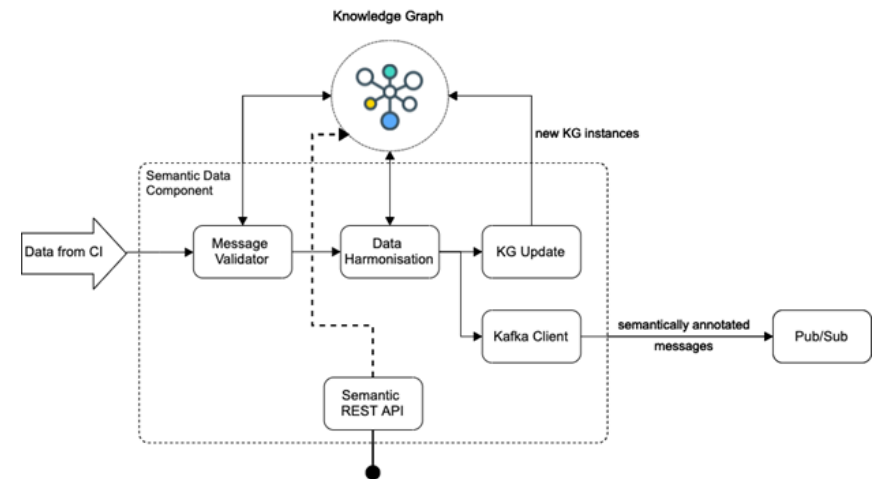 Knowledge Graph
new KG instances
Semantic Data
Component
Data from CI
Message
Validator
Data
Harmonisation
KG Update
Kafka Client
semantically annotated
messages
Pub/Sub
Semantic
REST API